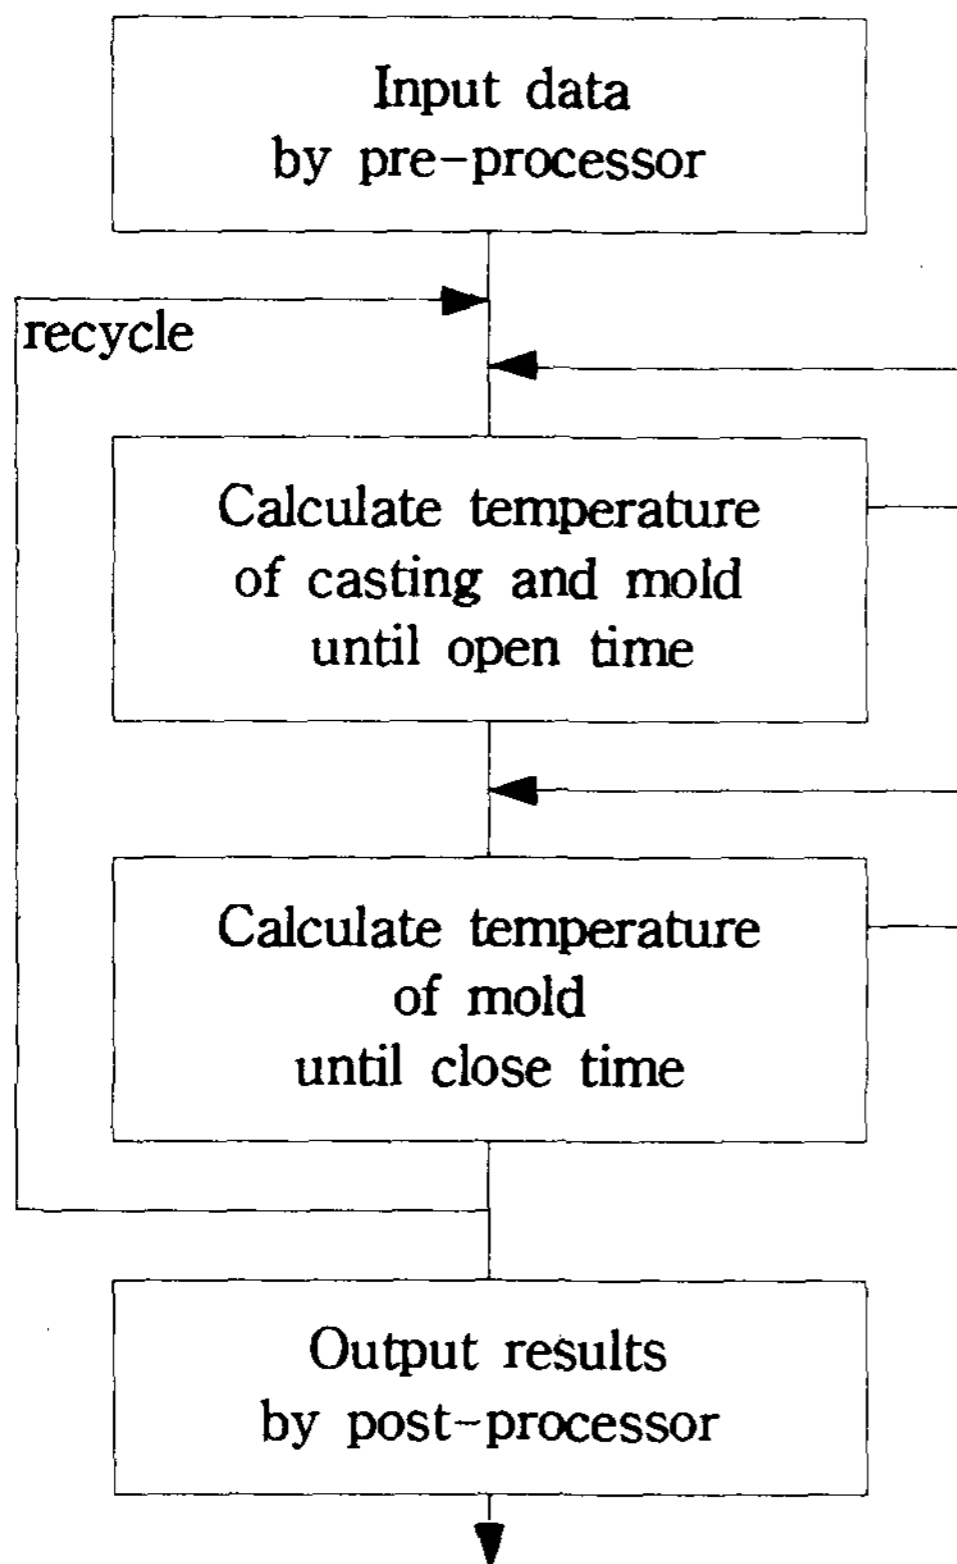 Input data
by pre-processor
recycle
Calculate temperature
of casting and mold
until open time
Calculate temperature
of mold
until close time
Output results
by post-processor